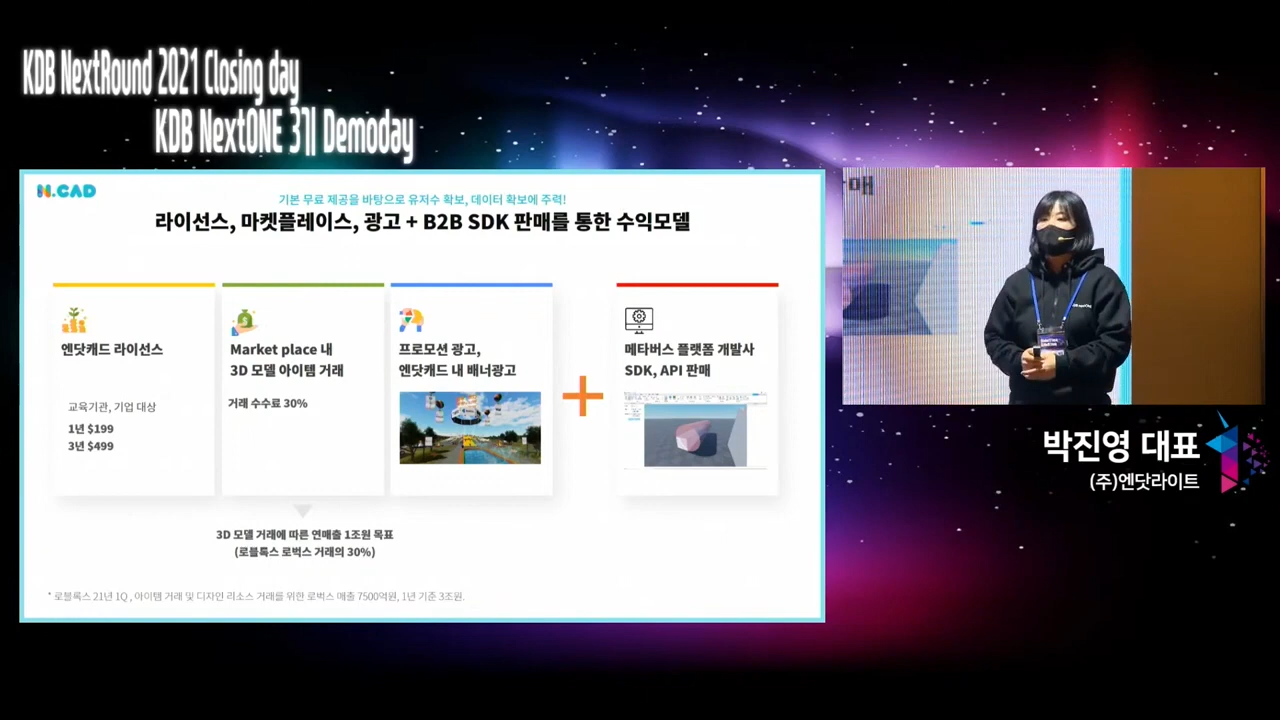 KDB NextRound 2021 Closing day
KDB NextONE 3기 Demoday
N.CAD
기본 무료 제공을 바탕으로 유저수 확보, 데이터 확보에 주력!
라이선스, 마켓플레이스, 광고 + B2B SDK 판매를 통한 수익모델
엔닷캐드 라이선스
교육기관, 기업 대상
1년 $199
3년 $499
Market place 내
3D 모델 아이템 거래
거래 수수료 30%
프로모션 광고,
엔닷캐드 내 배너광고
메타버스 플랫폼 개발사
SDK, API 판매
3D 모델 거래에 따른 연매출 1조원 목표
(로블록스 로벅스 거래의 30%)
* 로블록스 21년 1Q , 아이템 거래 및 디자인 리소스 거래를 위한 로벅스 매출 7500억원, 1년 기준 3조원.
매
박진영 대표
(주)엔닷라이트